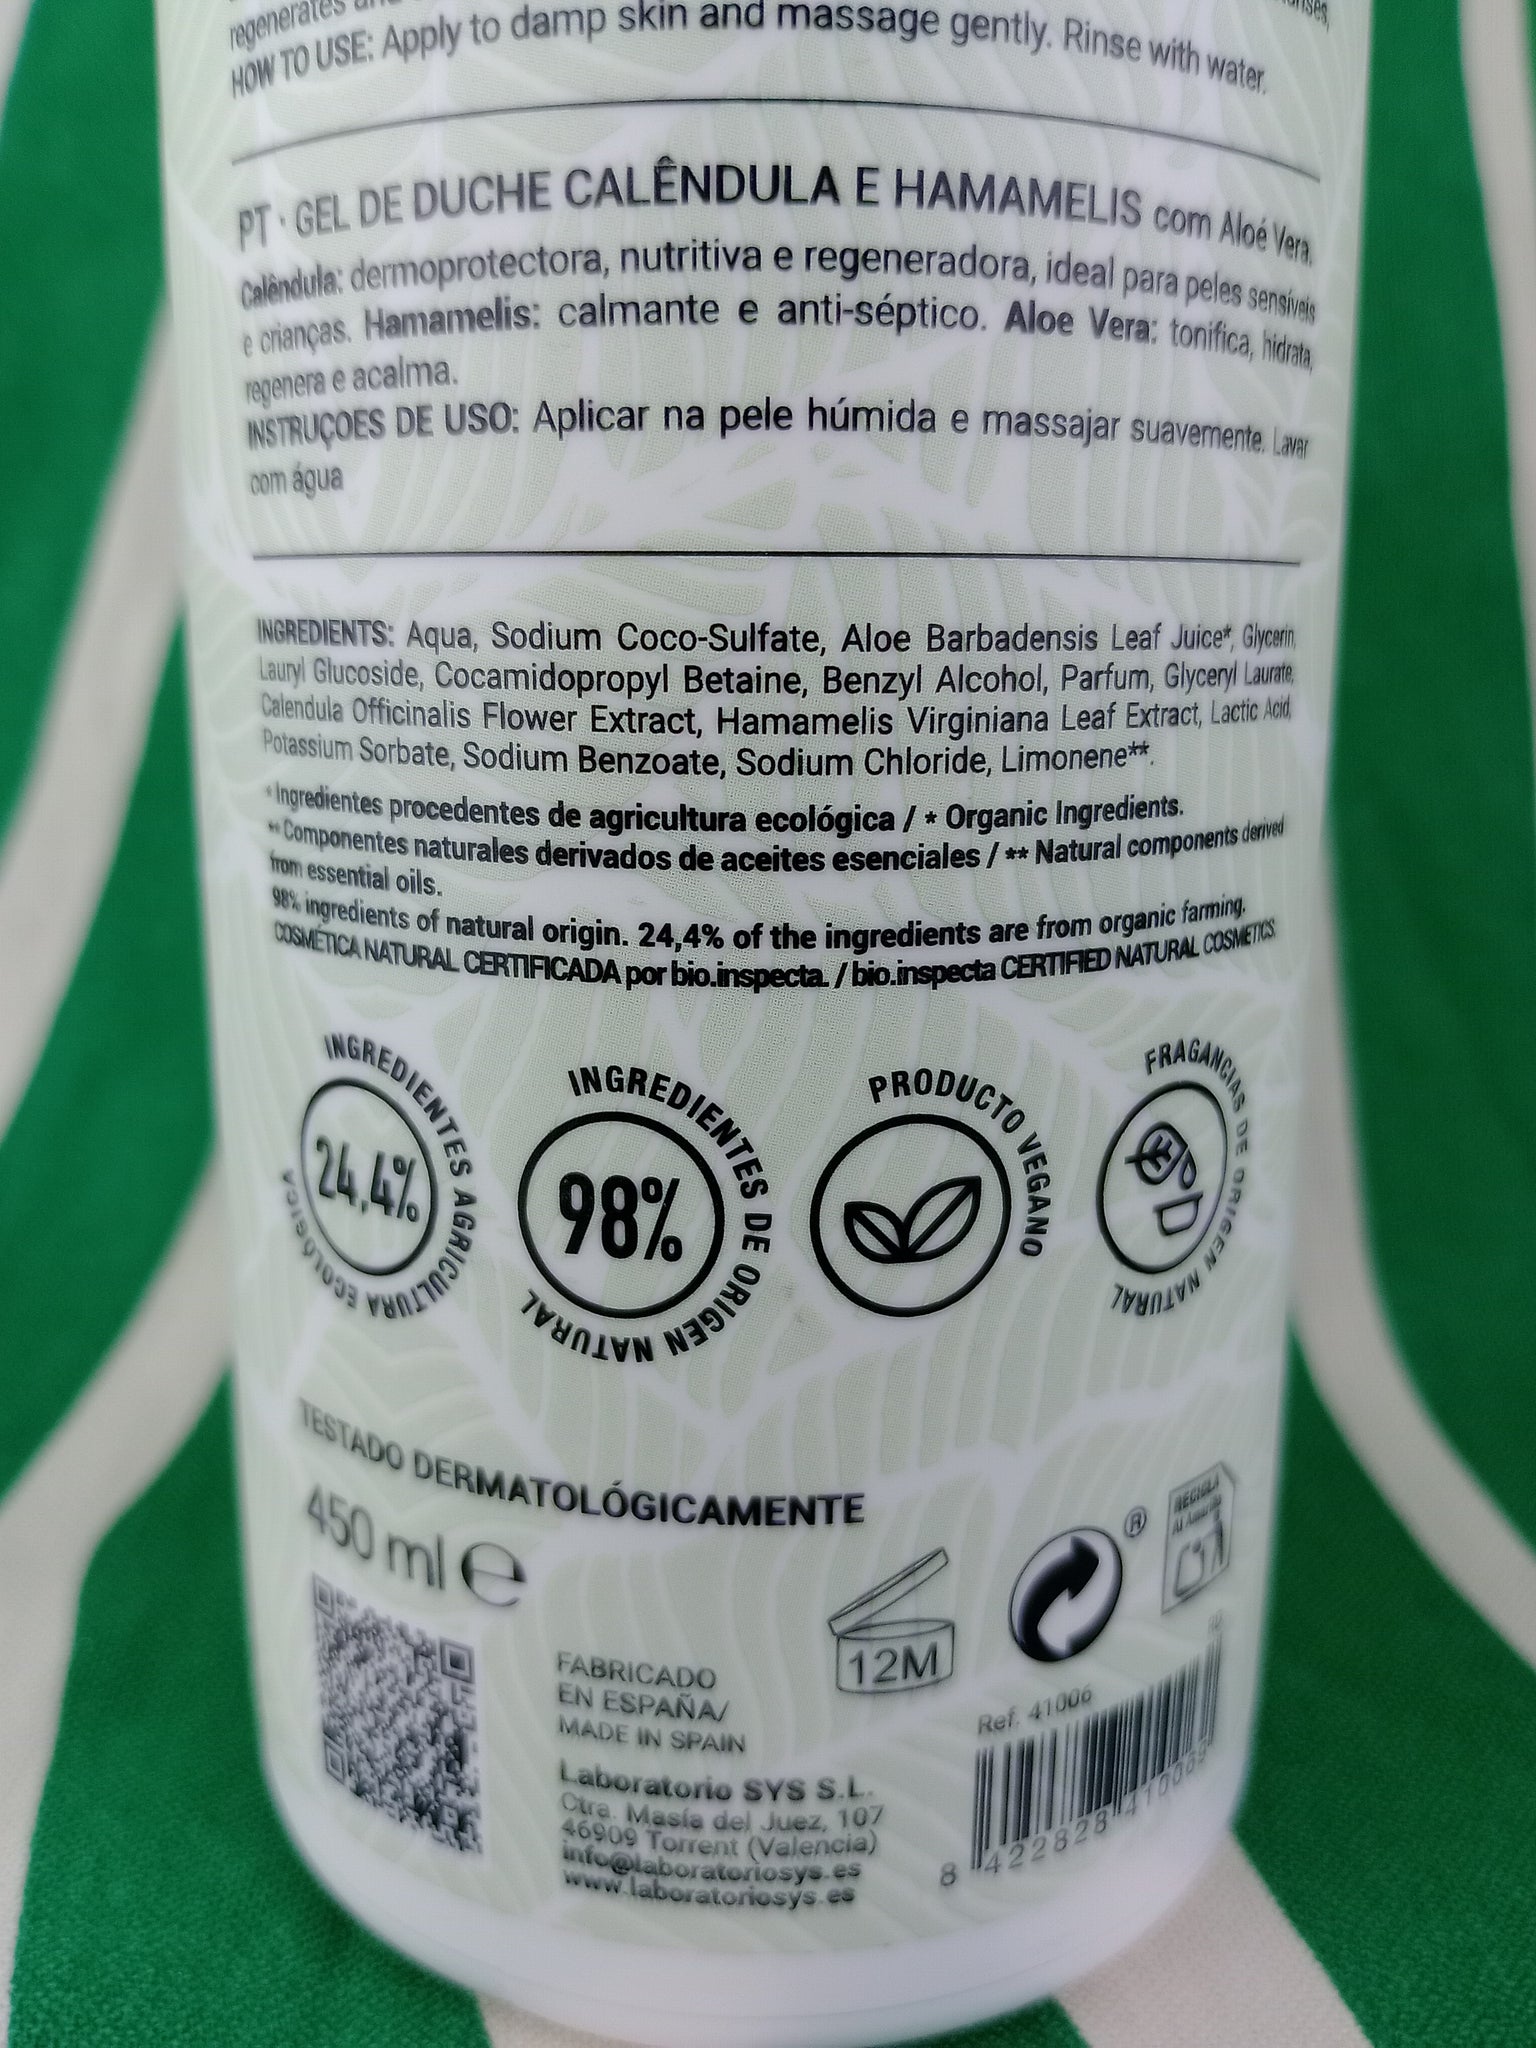 regenerates
HOW TO USE: Apply to damp skin and massage gently. Rinse with water.
PT · GEL DE DUCHE CALÊNDULA E HAMAMELIS com Aloé Vera.
Calêndula: dermoprotectora, nutritiva e regeneradora, ideal para peles sensíveis
e crianças. Hamamelis: calmante e anti-séptico. Aloe Vera: tonifica, hidrata,
regenera e acalma.
INSTRUÇOES DE USO: Aplicar na pele húmida e massajar suavemente. Lavar
com água
INGREDIENTS: Aqua, Sodium Coco-Sulfate, Aloe Barbadensis Leaf Juice*, Glycerin,
Lauryl Glucoside, Cocamidopropyl Betaine, Benzyl Alcohol, Parfum, Glyceryl Laurate,
Calendula Officinalis Flower Extract, Hamamelis Virginiana Leaf Extract, Lactic Acid,
Potassium Sorbate, Sodium Benzoate, Sodium Chloride, Limonene**.
* Ingredientes procedentes de agricultura ecológica / * Organic Ingredients.
** Componentes naturales derivados de aceites esenciales / ** Natural components derived
from essential oils.
98% ingredients of natural origin. 24,4% of the ingredients are from organic farming.
COSMÉTICA NATURAL CERTIFICADA por bio.inspecta. / bio.inspecta CERTIFIED NATURAL COSMETICS
INGREDIENTES AGRICULTURA ECOLÓGICA
24,4%
INGREDIENTES DE ORIGEN NATURAL
98%
PRODUCTO VEGANO
FRAGANCIAS DE ORIGEN NATURAL
TESTADO DERMATOLÓGICAMENTE
450 ml e
12M
®
RECICLA
Al Amarillo
FABRICADO
EN ESPAÑA/
MADE IN SPAIN
Laboratorio SYS S.L.
Ctra. Masía del Juez, 107
46909 Torrent (Valencia)
info@laboratoriosys.es
www.laboratoriosys.es
Ref. 41006
8 422828 410068